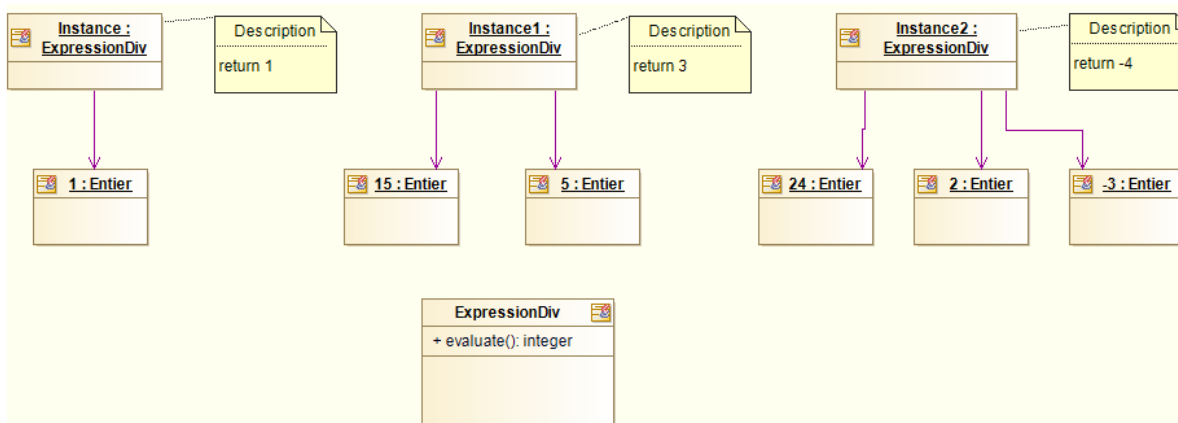 Instance :
ExpressionDiv
Description
return 1
Instance1 :
ExpressionDiv
Description
return 3
Instance2 :
ExpressionDiv
Description
return -4
1 : Entier
15 : Entier
5 : Entier
24 : Entier
2 : Entier
-3 : Entier
ExpressionDiv
+ evaluate(): integer